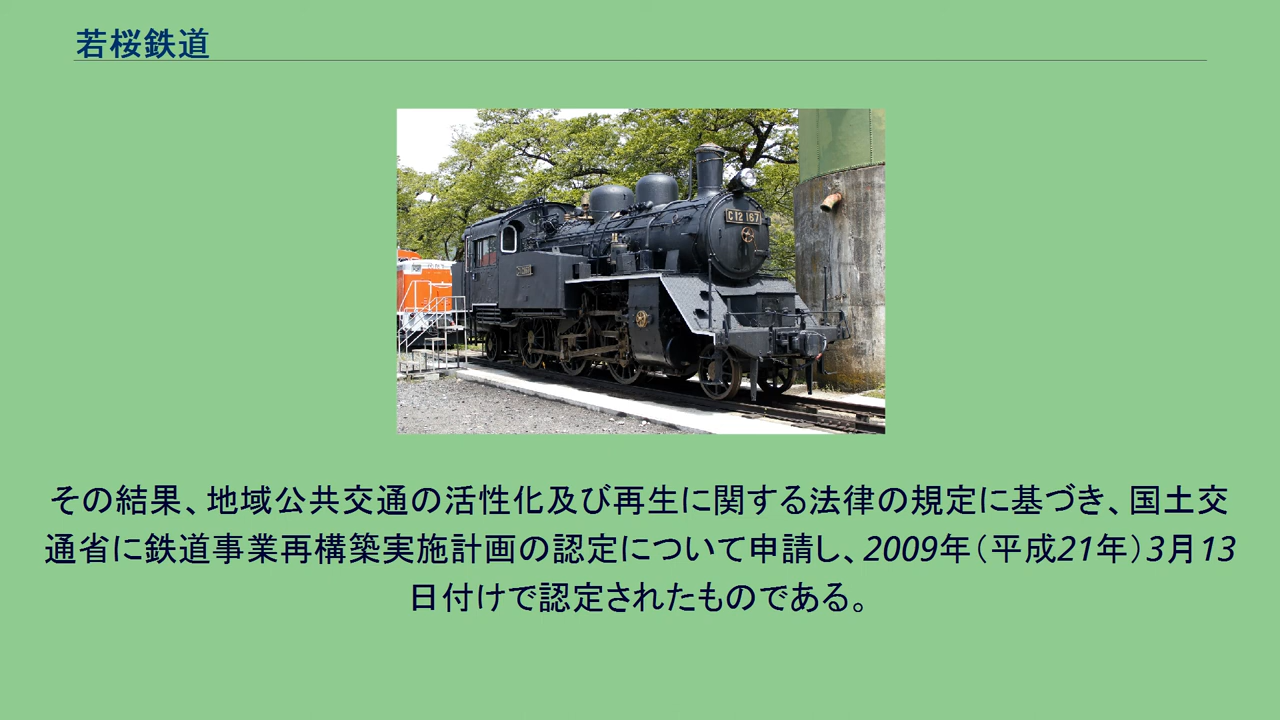 若桜鉄道
C12 167
その結果、地域公共交通の活性化及び再生に関する法律の規定に基づき、国土交
通省に鉄道事業再構築実施計画の認定について申請し、2009年（平成21年）3月13
日付けで認定されたものである。